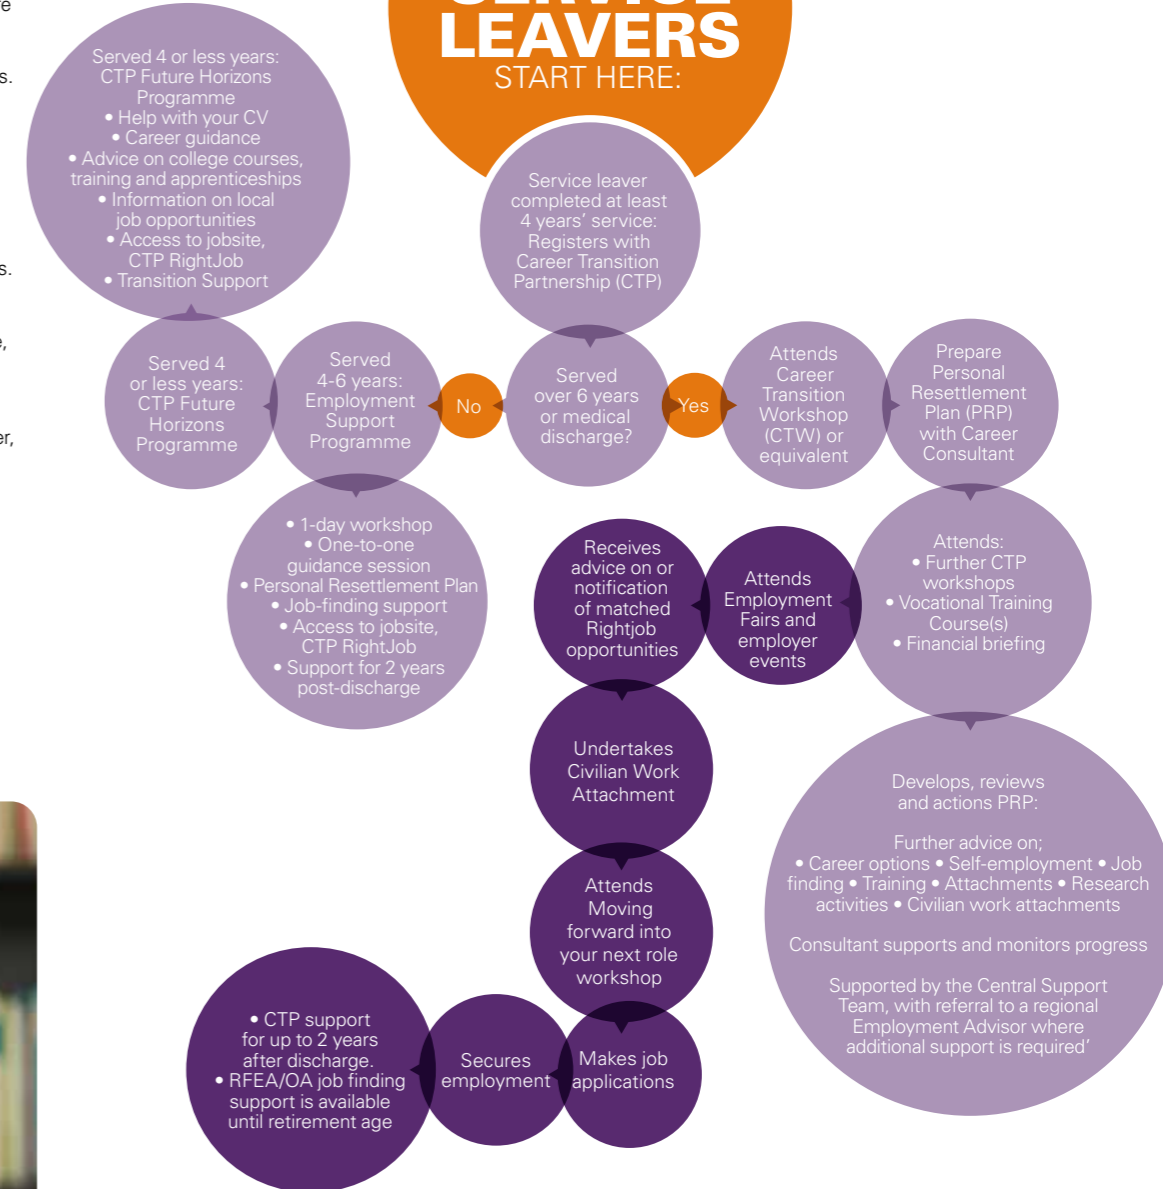 re
s.
s.
e,
er,
SERVICE
LEAVERS
START HERE:
Served 4 or less years:
CTP Future Horizons
Programme
• Help with your CV
• Career guidance
• Advice on college courses,
training and apprenticeships
• Information on local
job opportunities
• Access to jobsite,
CTP RightJob
• Transition Support
Service leaver
completed at least
4 years’ service:
Registers with
Career Transition
Partnership (CTP)
Served 4
or less years:
CTP Future
Horizons
Programme
Served
4-6 years:
Employment
Support
Programme
No
Served
over 6 years
or medical
discharge?
Yes
Attends
Career
Transition
Workshop
(CTW) or
equivalent
Prepare
Personal
Resettlement
Plan (PRP)
with Career
Consultant
• 1-day workshop
• One-to-one
guidance session
• Personal Resettlement Plan
• Job-finding support
• Access to jobsite,
CTP RightJob
• Support for 2 years
post-discharge
Receives
advice on or
notification
of matched
Rightjob
opportunities
Attends
Employment
Fairs and
employer
events
Attends:
• Further CTP
workshops
• Vocational Training
Course(s)
• Financial briefing
Undertakes
Civilian Work
Attachment
Develops, reviews
and actions PRP:
Further advice on;
• Career options • Self-employment • Job
finding • Training • Attachments • Research
activities • Civilian work attachments
Consultant supports and monitors progress
Supported by the Central Support
Team, with referral to a regional
Employment Advisor where
additional support is required’
Attends
Moving
forward into
your next role
workshop
• CTP support
for up to 2 years
after discharge.
• RFEA/OA job finding
support is available
until retirement age
Secures
employment
Makes job
applications